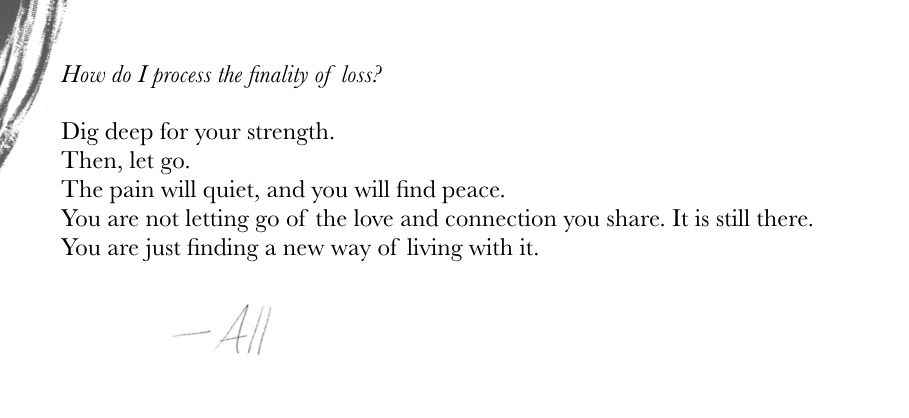 How do I process the finality of loss?
Dig deep for your strength.
Then, let go.
The pain will quiet, and you will find peace.
You are not letting go of the love and connection you share. It is still there.
You are just finding a new way of living with it.
—All